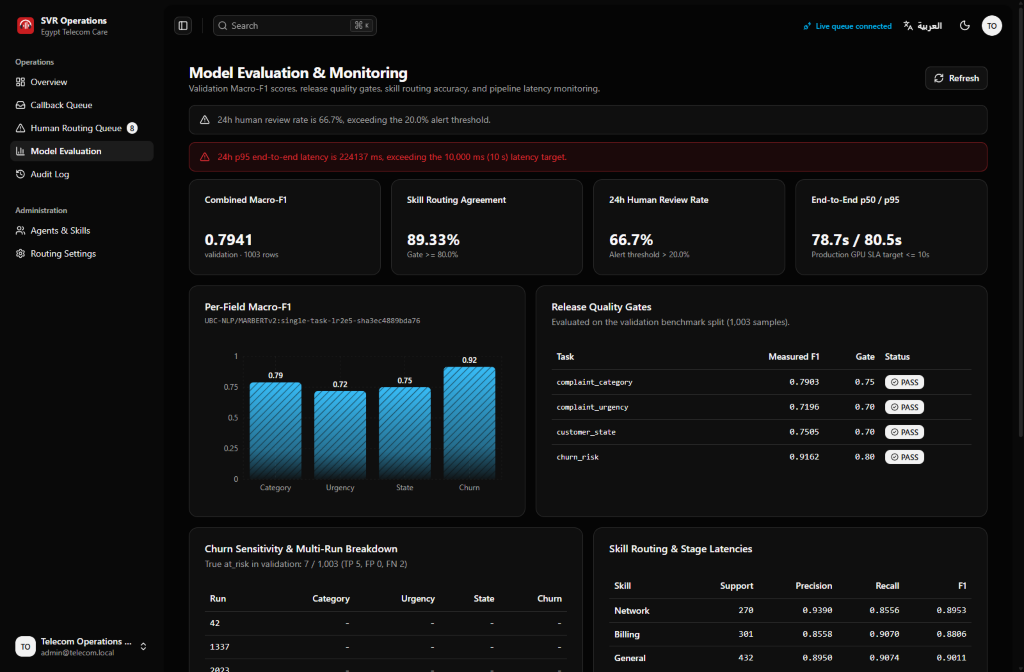 SVR Operations
Egypt Telecom Care
Search
⌘ K
Live queue connected
العربية
TO
Operations
Overview
Callback Queue
Human Routing Queue 8
Model Evaluation
Audit Log
Administration
Agents & Skills
Routing Settings
Model Evaluation & Monitoring
Validation Macro-F1 scores, release quality gates, skill routing accuracy, and pipeline latency monitoring.
Refresh
24h human review rate is 66.7%, exceeding the 20.0% alert threshold.
24h p95 end-to-end latency is 224137 ms, exceeding the 10,000 ms (10 s) latency target.
Combined Macro-F1
0.7941
validation · 1003 rows
Skill Routing Agreement
89.33%
Gate >= 80.0%
24h Human Review Rate
66.7%
Alert threshold > 20.0%
End-to-End p50 / p95
78.7s / 80.5s
Production GPU SLA target <= 10s
Per-Field Macro-F1
UBC-NLP/MARBERTv2:single-task-lr2e5-sha3ec4889bda76
1
0.75
0.5
0.25
0
0.79
0.72
0.75
0.92
Category Urgency State Churn
Release Quality Gates
Evaluated on the validation benchmark split (1,003 samples).
Task Measured F1 Gate Status
complaint_category 0.7903 0.75 PASS
complaint_urgency 0.7196 0.70 PASS
customer_state 0.7505 0.70 PASS
churn_risk 0.9162 0.80 PASS
Churn Sensitivity & Multi-Run Breakdown
True at_risk in validation: 7 / 1,003 (TP 5, FP 0, FN 2)
Run Category Urgency State Churn
42 - - - -
1337 - - - -
2023 - - - -
Skill Routing & Stage Latencies
Skill Support Precision Recall F1
Network 270 0.9390 0.8556 0.8953
Billing 301 0.8558 0.9070 0.8806
General 432 0.8950 0.9074 0.9011
TO
Telecom Operations ...
admin@telecom.local